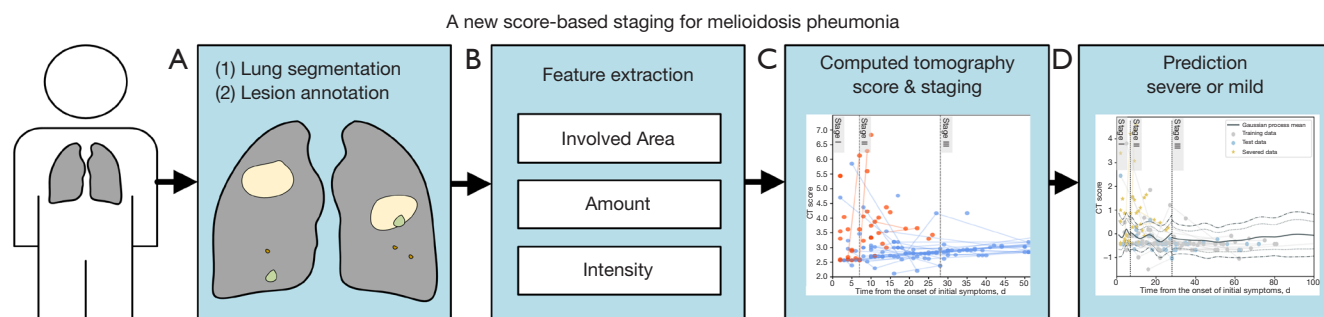 A new score-based staging for melioidosis pneumonia
A
(1) Lung segmentation
(2) Lesion annotation
B
Feature extraction
Involved Area
Amount
Intensity
C
Computed tomography
score & staging
Stage I
Stage II
Stage III
7.0
6.5
6.0
5.5
5.0
4.5
4.0
3.5
3.0
2.5
2.0
CT score
0 5 10 15 20 25 30 35 40 45 50
Time from the onset of initial symptoms, d
D
Prediction
severe or mild
Stage I
Stage II
Stage III
Gaussian process mean
Training data
Test data
Severed data
4
3
2
1
0
−1
CT score
0 20 40 60 80 100
Time from the onset of initial symptoms, d